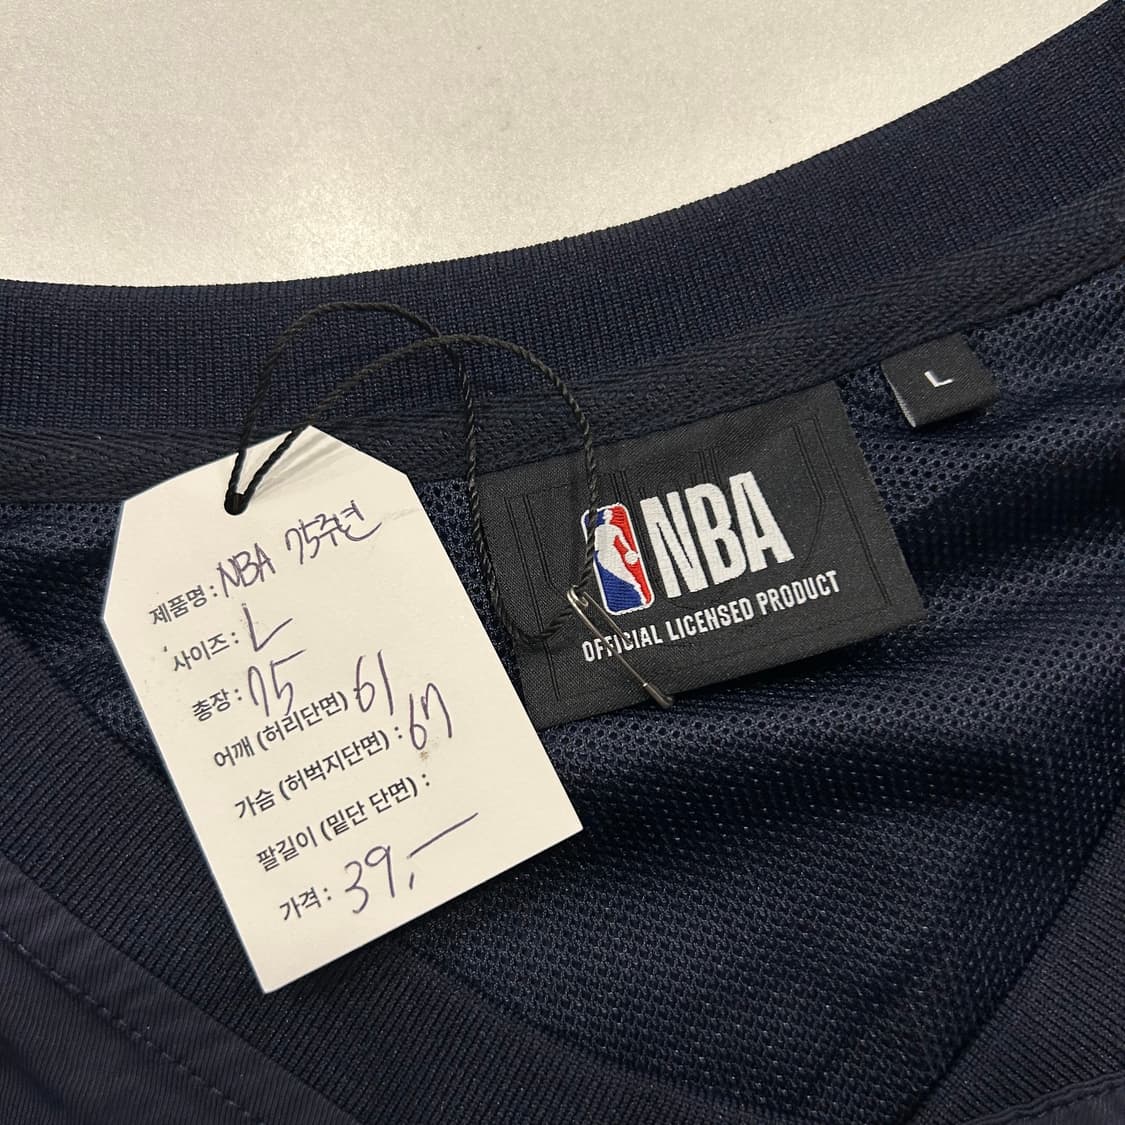 제품명 : NBA 75주년
사이즈 : L
총장 : 75
어깨 (허리단면) : 61
가슴 (허벅지단면) : 67
팔길이 (밑단 단면) :
가격 : 39,-
NBA
OFFICIAL LICENSED PRODUCT
L